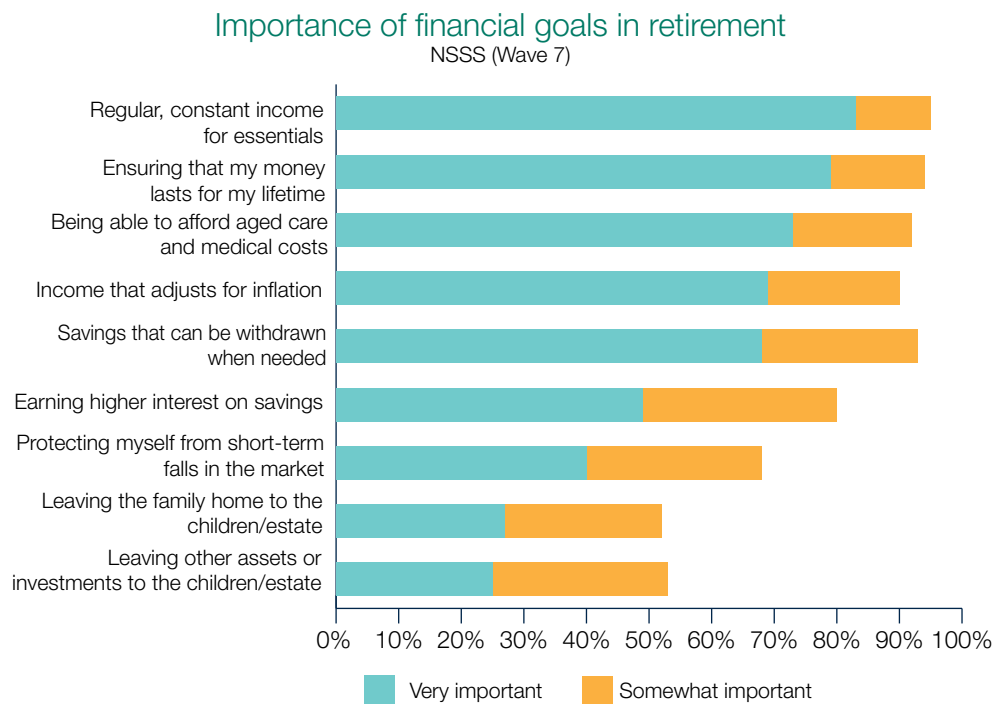 Importance of financial goals in retirement
NSSS (Wave 7)
Regular, constant income
for essentials
Ensuring that my money
lasts for my lifetime
Being able to afford aged care
and medical costs
Income that adjusts for inflation
Savings that can be withdrawn
when needed
Earning higher interest on savings
Protecting myself from short-term
falls in the market
Leaving the family home to the
children/estate
Leaving other assets or
investments to the children/estate
0% 10% 20% 30% 40% 50% 60% 70% 80% 90% 100%
Very important Somewhat important